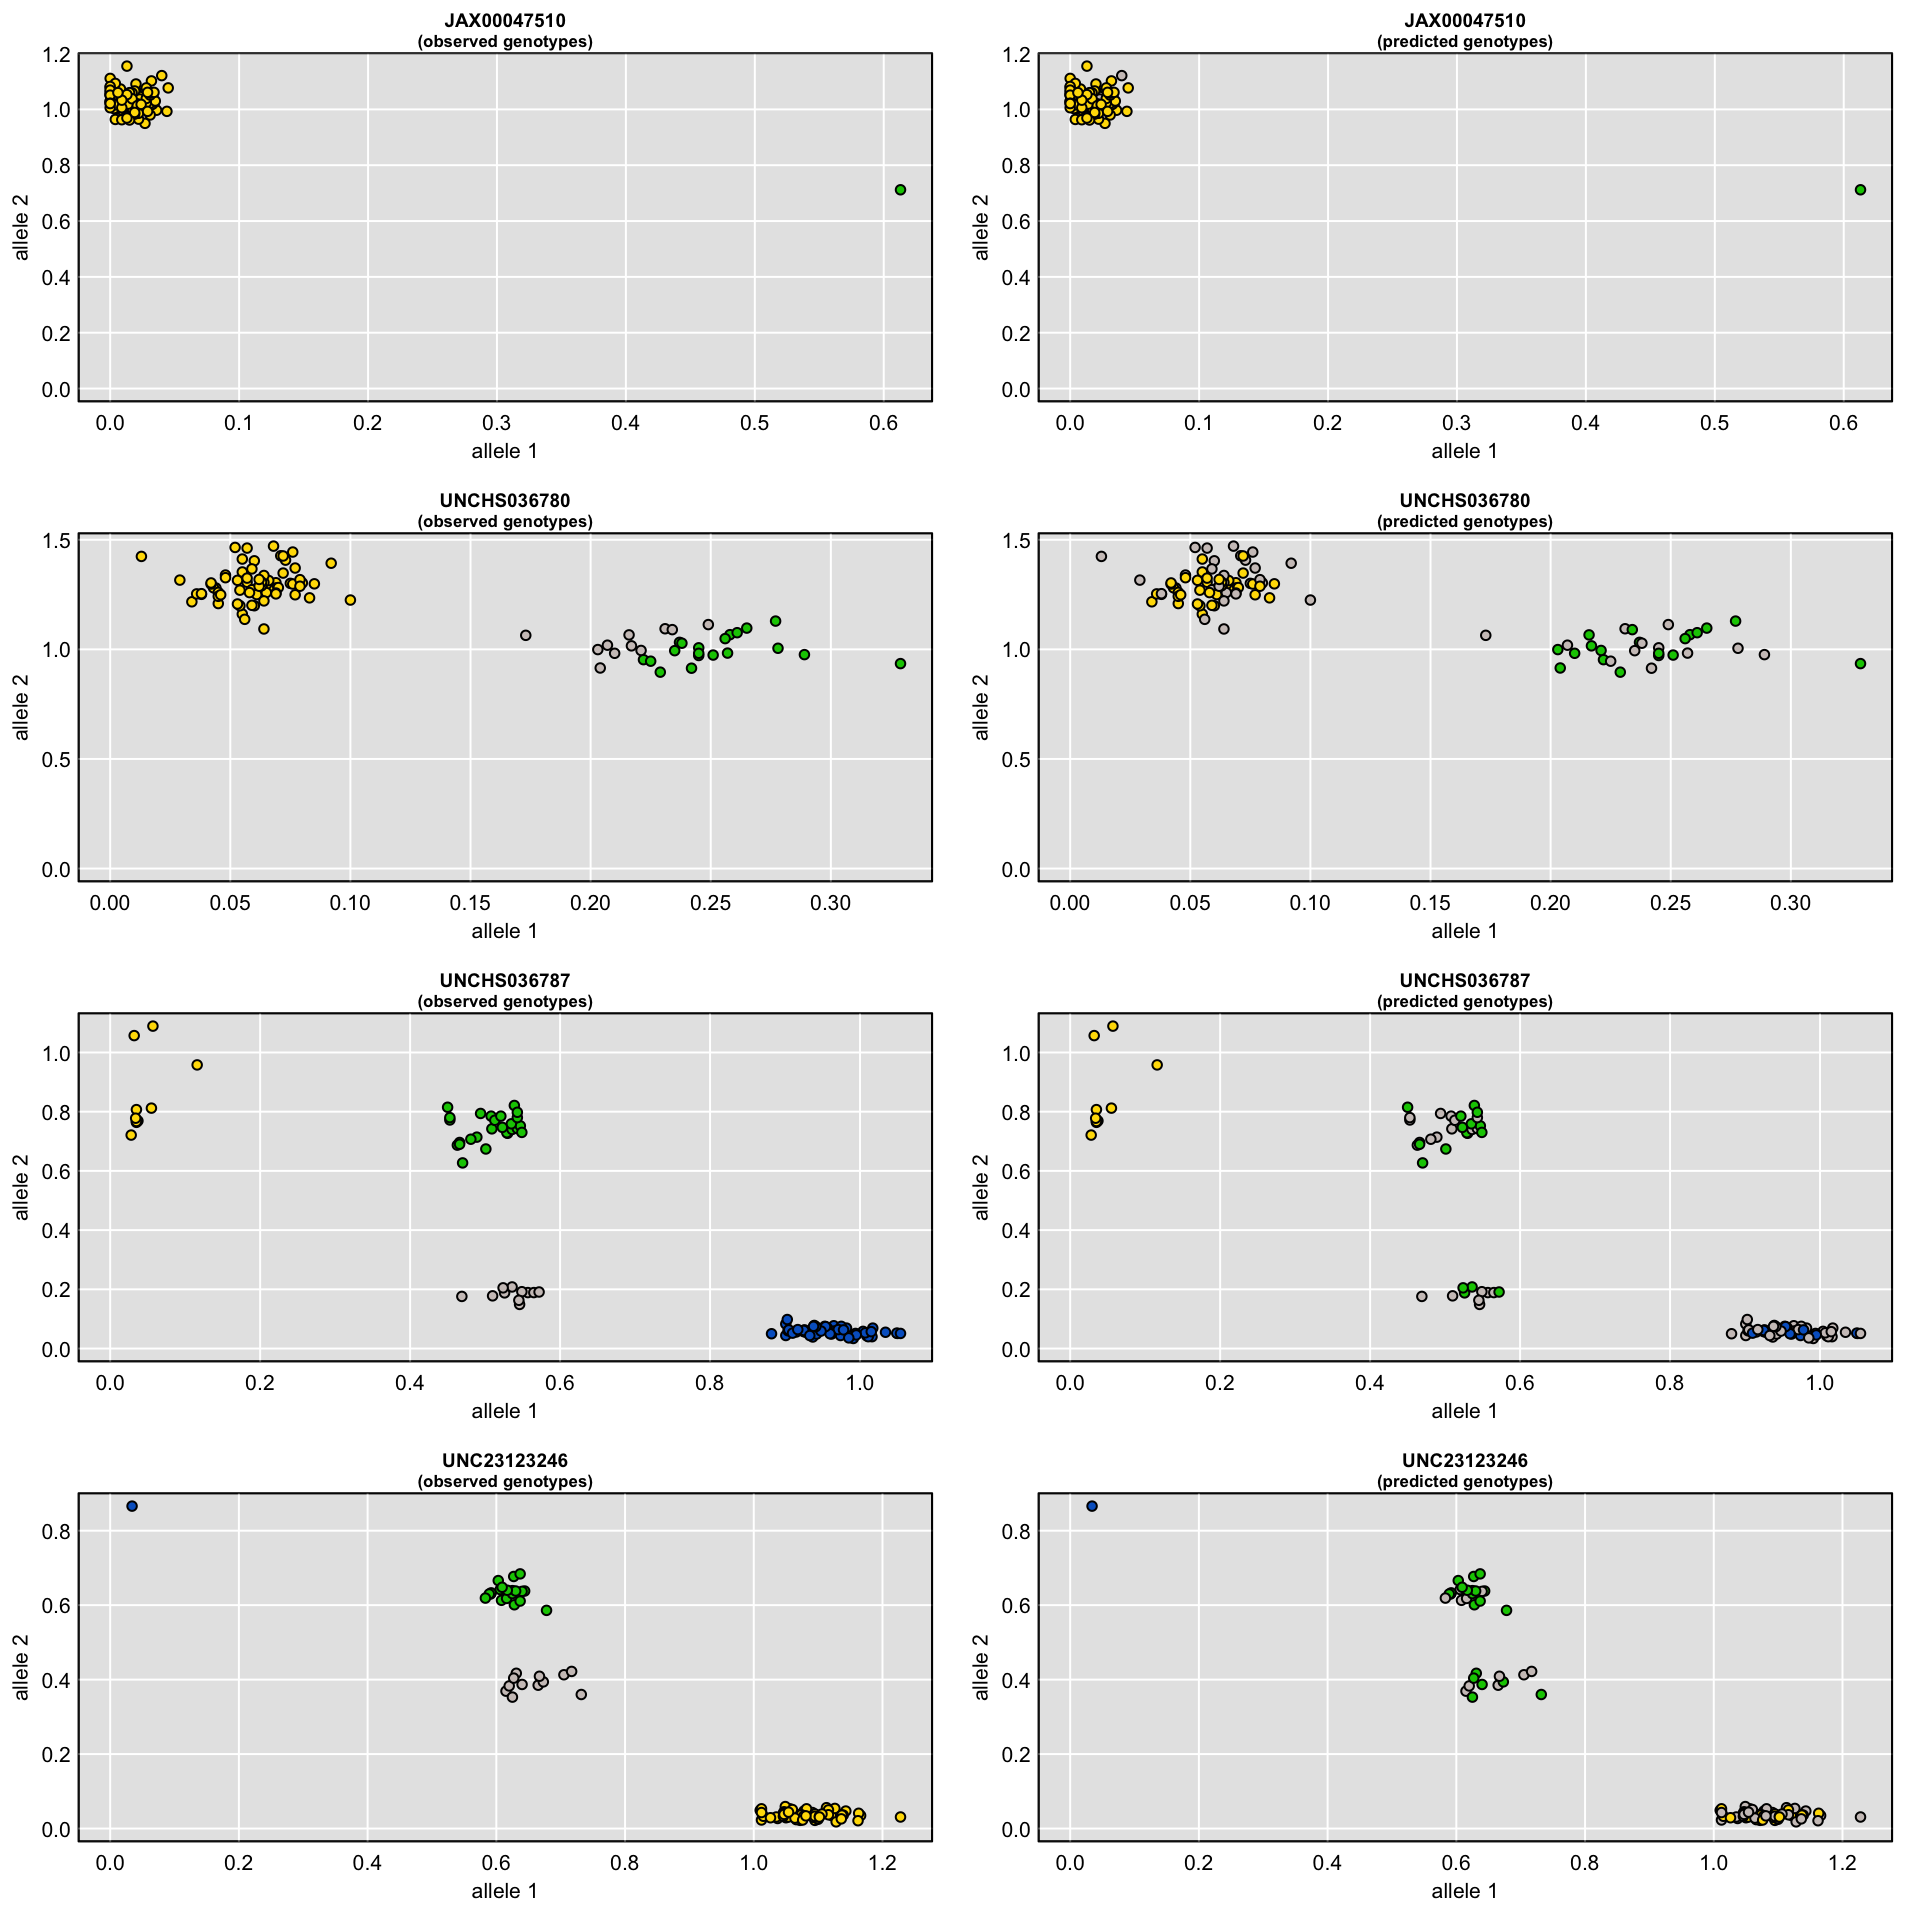 JAX00047510
(observed genotypes)
1.2
1.0
0.8
0.6
0.4
0.2
0.0
allele 2
0.0 0.1 0.2 0.3 0.4 0.5 0.6
allele 1
JAX00047510
(predicted genotypes)
1.2
1.0
0.8
0.6
0.4
0.2
0.0
allele 2
0.0 0.1 0.2 0.3 0.4 0.5 0.6
allele 1
UNCHS036780
(observed genotypes)
1.5
1.0
0.5
0.0
allele 2
0.00 0.05 0.10 0.15 0.20 0.25 0.30
allele 1
UNCHS036780
(predicted genotypes)
1.5
1.0
0.5
0.0
allele 2
0.00 0.05 0.10 0.15 0.20 0.25 0.30
allele 1
UNCHS036787
(observed genotypes)
1.0
0.8
0.6
0.4
0.2
0.0
allele 2
0.0 0.2 0.4 0.6 0.8 1.0
allele 1
UNCHS036787
(predicted genotypes)
1.0
0.8
0.6
0.4
0.2
0.0
allele 2
0.0 0.2 0.4 0.6 0.8 1.0
allele 1
UNC23123246
(observed genotypes)
0.8
0.6
0.4
0.2
0.0
allele 2
0.0 0.2 0.4 0.6 0.8 1.0 1.2
allele 1
UNC23123246
(predicted genotypes)
0.8
0.6
0.4
0.2
0.0
allele 2
0.0 0.2 0.4 0.6 0.8 1.0 1.2
allele 1